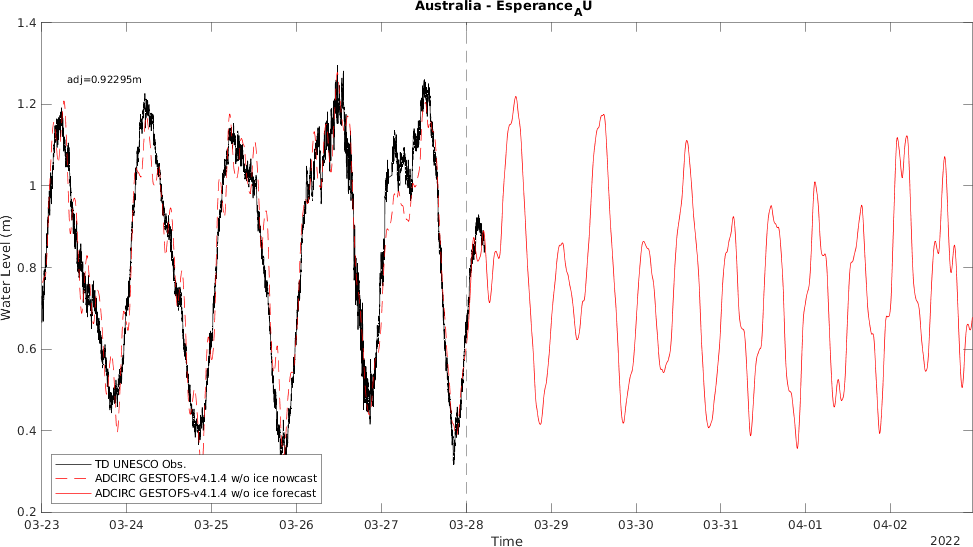 Australia - Esperance_AU
1.4
adj=0.92295m
1.2
1
0.8
Water Level (m)
0.6
0.4
TD UNESCO Obs.
ADCIRC GESTOFS-v4.1.4 w/o ice nowcast
ADCIRC GESTOFS-v4.1.4 w/o ice forecast
0.2
03-23 03-24 03-25 03-26 03-27 03-28 03-29 03-30 03-31 04-01 04-02
Time
2022